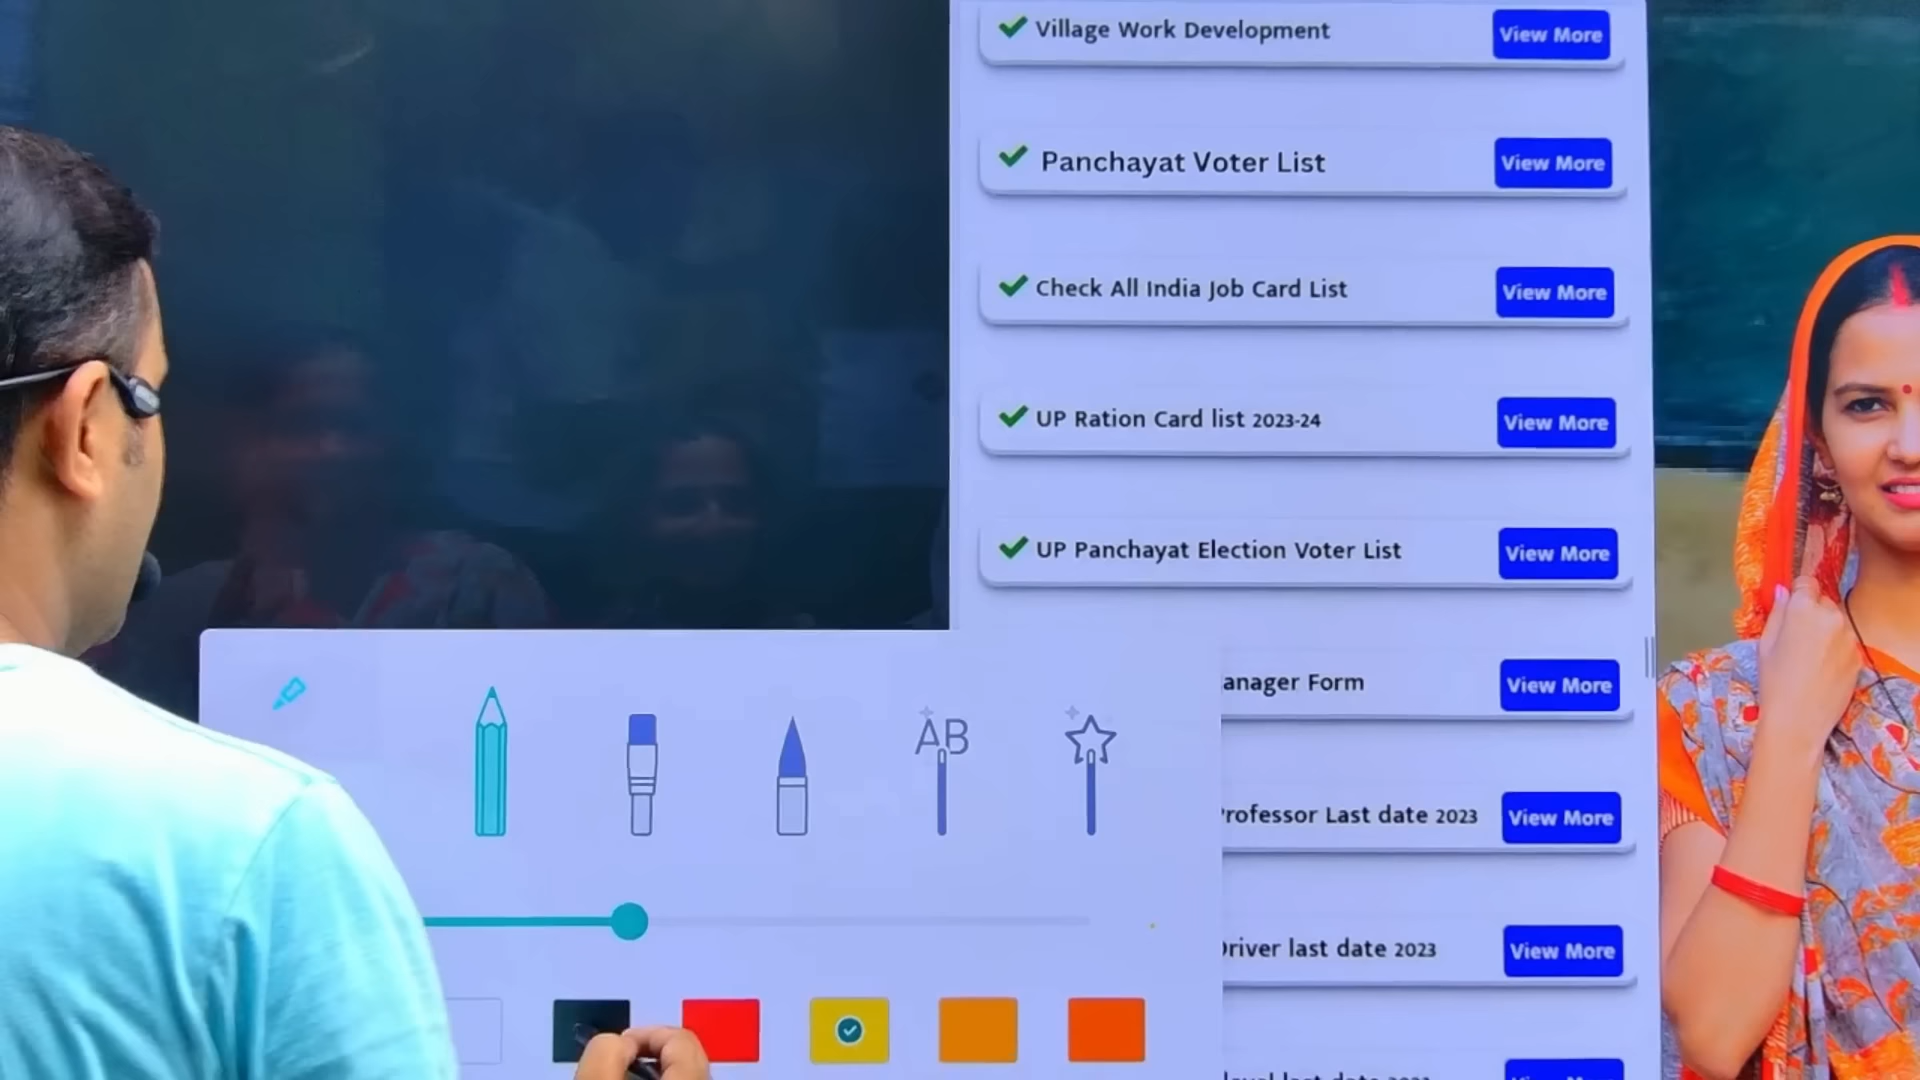 Village Work Development View More
Panchayat Voter List View More
Check All India Job Card List View More
UP Ration Card list 2023-24 View More
UP Panchayat Election Voter List View More
anager Form View More
AB
rofessor Last date 2023 View More
river last date 2023 View More
last date